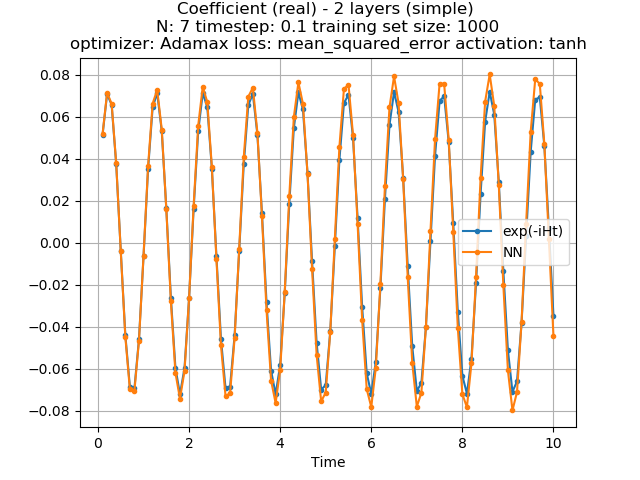 Coefficient (real) - 2 layers (simple)
N: 7 timestep: 0.1 training set size: 1000
optimizer: Adamax loss: mean_squared_error activation: tanh
0.08
0.06
0.04
0.02
0.00
−0.02
−0.04
−0.06
−0.08
exp(-iHt)
NN
0 2 4 6 8 10
Time